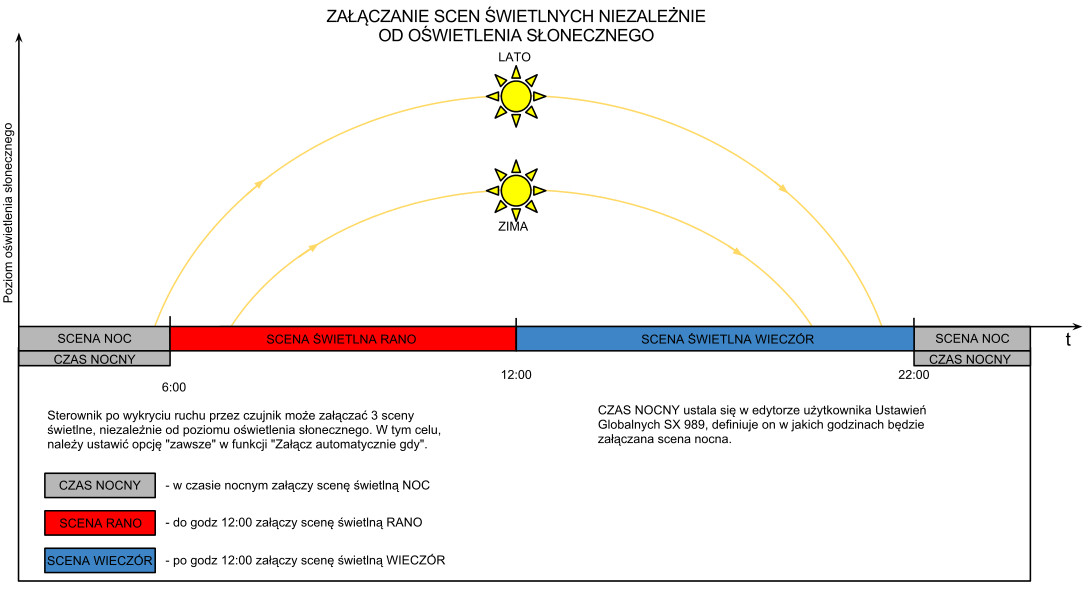 ZAŁĄCZANIE SCEN ŚWIETLNYCH NIEZALEŻNIE
OD OŚWIETLENIA SŁONECZNEGO
LATO
ZIMA
Poziom oświetlenia słonecznego
SCENA NOC
SCENA ŚWIETLNA RANO
SCENA ŚWIETLNA WIECZÓR
SCENA NOC
t
CZAS NOCNY
CZAS NOCNY
6:00
12:00
22:00
Sterownik po wykryciu ruchu przez czujnik może załączać 3 sceny
świetlne, niezależnie od poziomu oświetlenia słonecznego. W tym celu,
należy ustawić opcję "zawsze" w funkcji "Załącz automatycznie gdy".
CZAS NOCNY ustala się w edytorze użytkownika Ustawień
Globalnych SX 989, definiuje on w jakich godzinach będzie
załączana scena nocna.
CZAS NOCNY - w czasie nocnym załączy scenę świetlną NOC
SCENA RANO - do godz 12:00 załączy scenę świetlną RANO
SCENA WIECZÓR - po godz 12:00 załączy scenę świetlną WIECZÓR